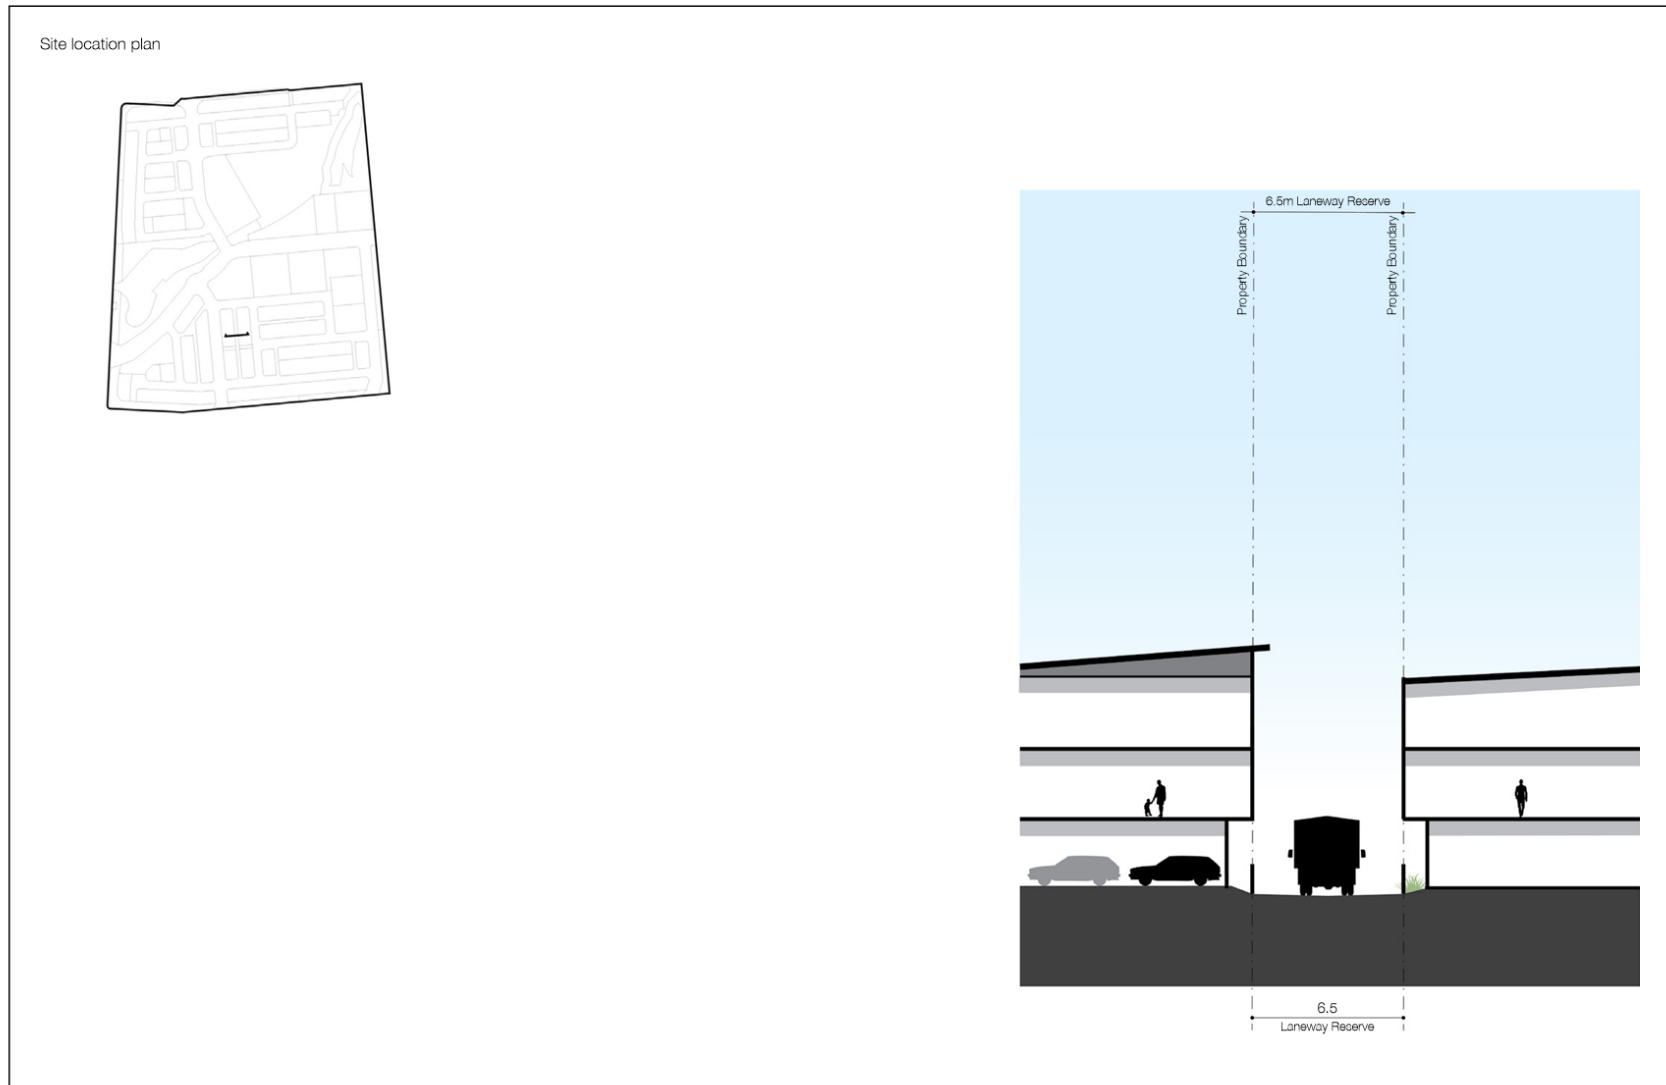 Site location plan
6.5m Laneway Reserve
Property Boundary
Property Boundary
6.5
Laneway Reserve